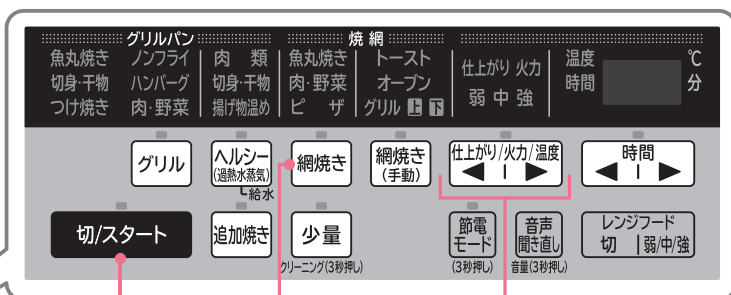 グリルパン 焼網
魚丸焼き ノンフライ 肉類 魚丸焼き トースト 仕上がり 火力 温度 ℃
切身・干物 ハンバーグ 切身・干物 肉・野菜 オーブン 弱 中 強 時間 分
つけ焼き 肉・野菜 揚げ物温め ピザ グリル 上 下
グリル ヘルシー 網焼き 網焼き 仕上がり/火力/温度 時間
(過熱水蒸気) (手動)
給水
切/スタート 追加焼き 少量 節電 音声 レンジフード
モード 聞き直し 切 弱/中/強
クリーニング(3秒押し) (3秒押し) 音量(3秒押し)